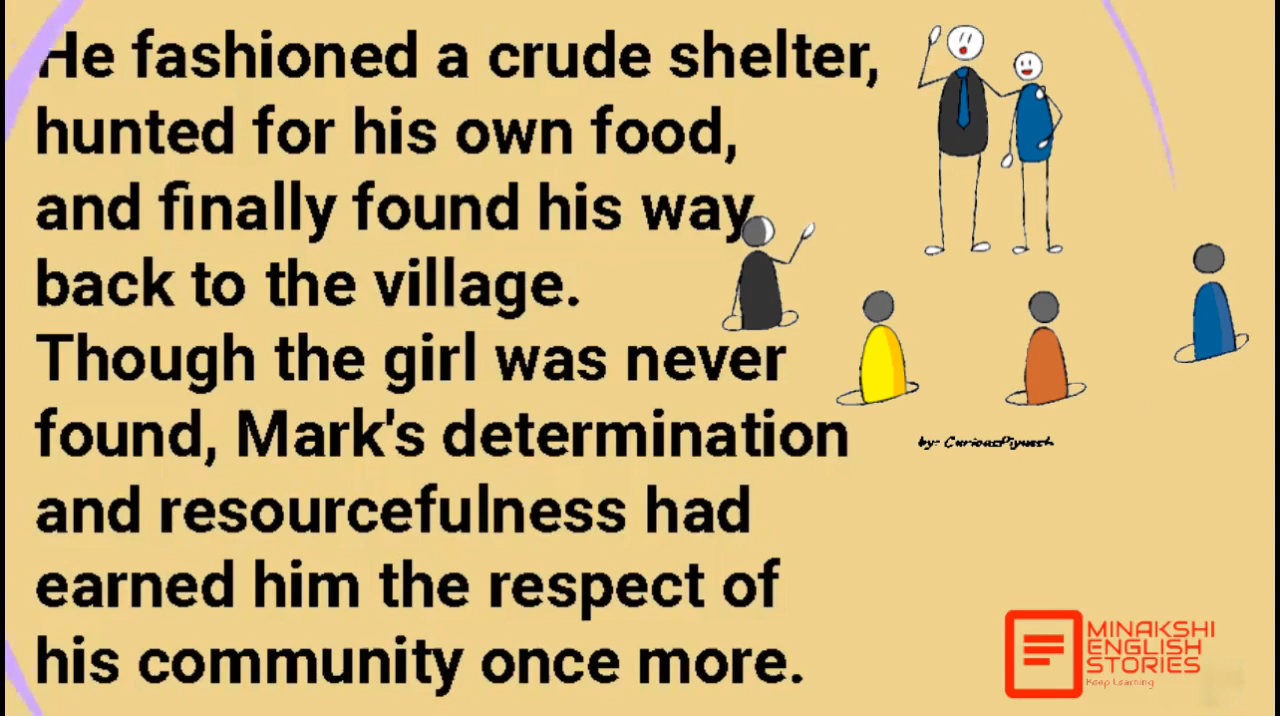 He fashioned a crude shelter,
hunted for his own food,
and finally found his way
back to the village.
Though the girl was never
found, Mark's determination
and resourcefulness had
earned him the respect of
his community once more.
by: CuriousPiyuesh
MINAKSHI
ENGLISH
STORIES
Keep Learning